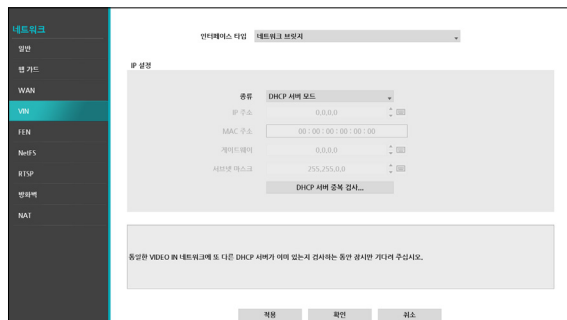 네트워크
일반
웹 가드
WAN
VIN
FEN
NetFS
RTSP
방화벽
NAT
인터페이스 타입 네트워크 브릿지
IP 설정
종류 DHCP 서버 모드
IP 주소 0.0.0.0
MAC 주소 00 : 00 : 00 : 00 : 00 : 00
게이트웨이 0.0.0.0
서브넷 마스크 255.255.0.0
DHCP 서버 중복 검사...
동일한 VIDEO IN 네트워크에 또 다른 DHCP 서버가 이미 있는지 검사하는 동안 잠시만 기다려 주십시오.
적용 확인 취소